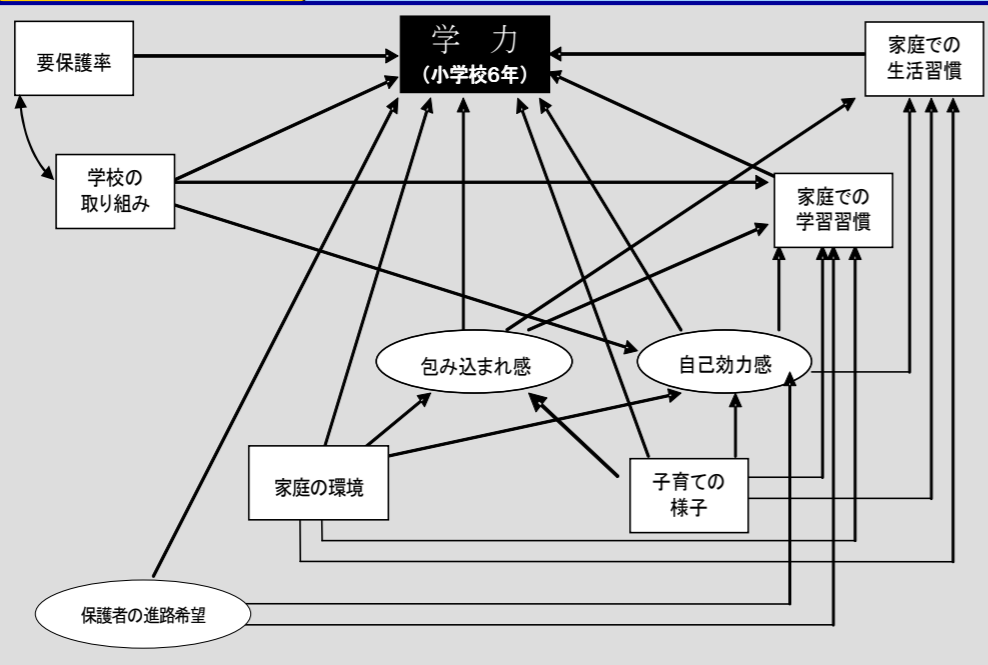 学 力
(小学校6年)
要保護率
家庭での
生活習慣
学校の
取り組み
家庭での
学習習慣
包み込まれ感
自己効力感
家庭の環境
子育ての
様子
保護者の進路希望